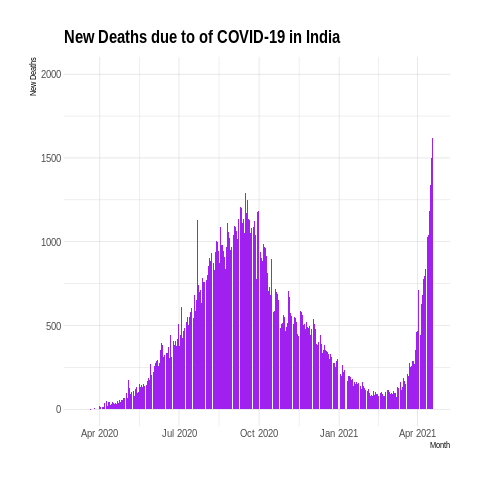 New Deaths due to of COVID-19 in India
New Deaths
2000
1500
1000
500
0
Apr 2020 Jul 2020 Oct 2020 Jan 2021 Apr 2021
Month